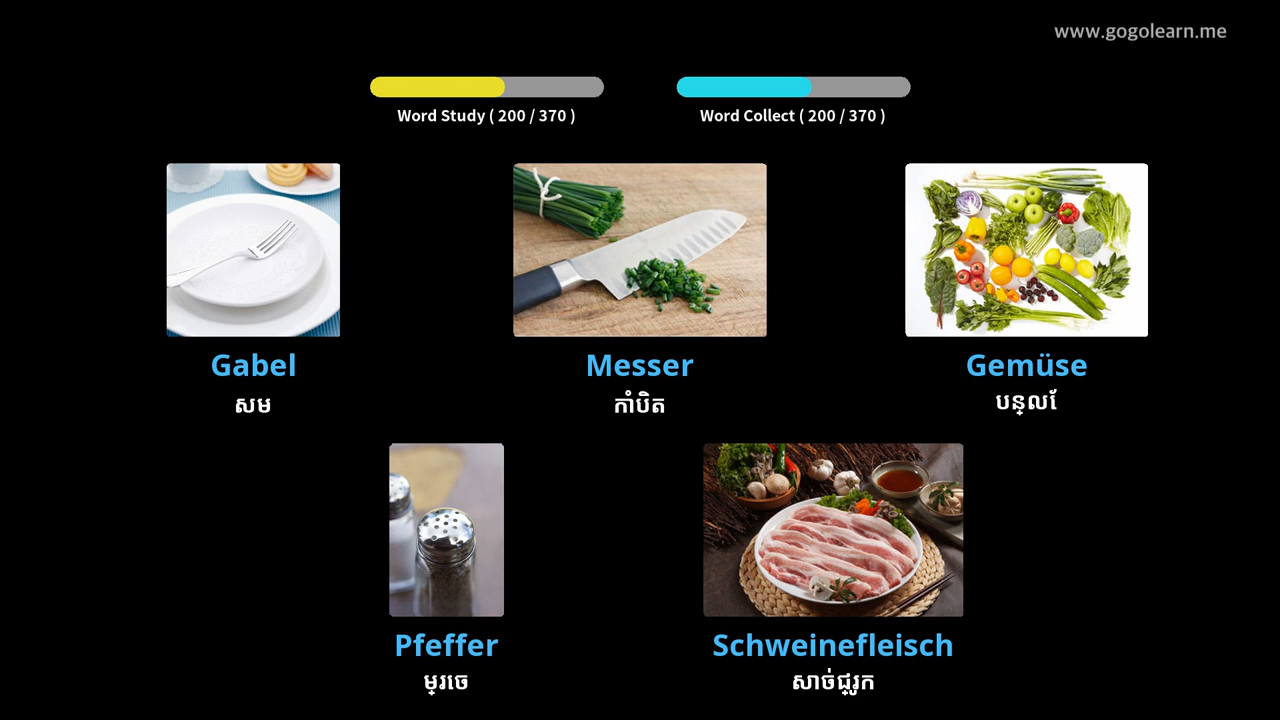 www.gogolearn.me
Word Study ( 200 / 370 )
Word Collect ( 200 / 370 )
Gabel
សម
Messer
កាំបិត
Gemüse
បន្លែ
Pfeffer
ម្រេច
Schweinefleisch
សាច់ជ្រូក